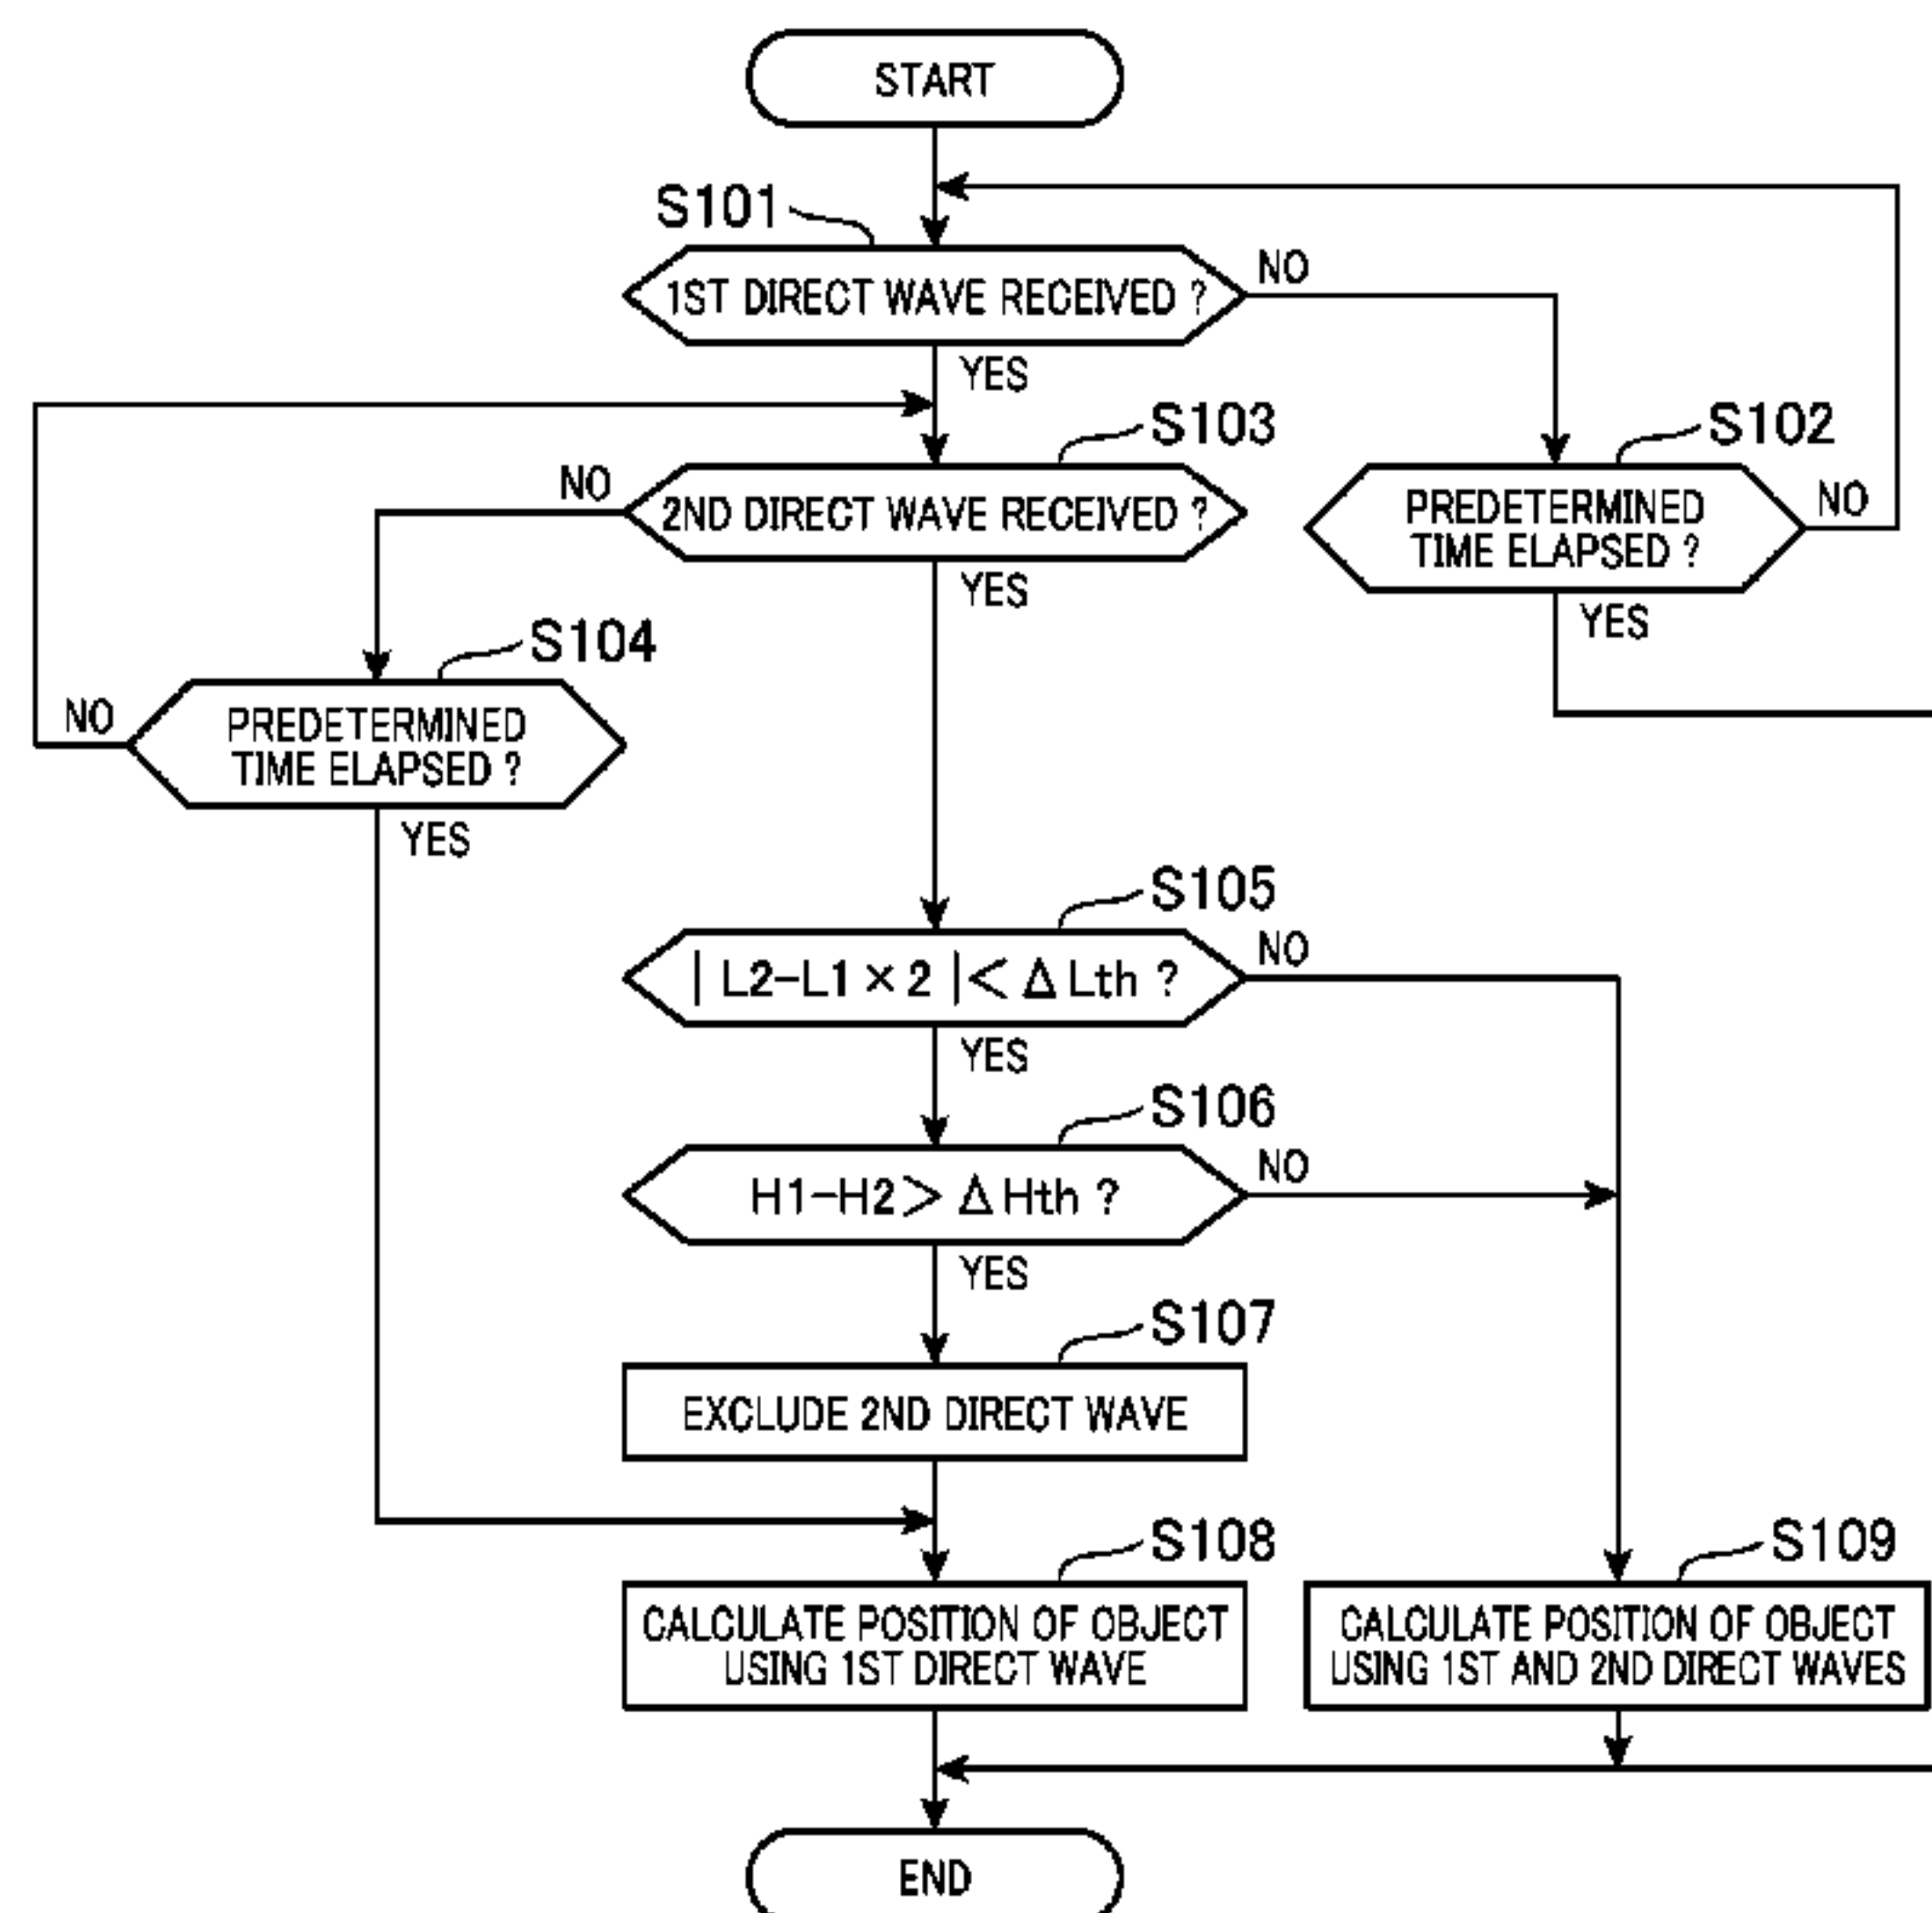 START
S101
1ST DIRECT WAVE RECEIVED ?
NO
YES
S103
S102
NO
2ND DIRECT WAVE RECEIVED ?
PREDETERMINED
TIME ELAPSED ?
NO
YES
YES
S104
NO
PREDETERMINED
TIME ELAPSED ?
YES
S105
| L2-L1 × 2 |< Δ Lth ?
NO
YES
S106
H1-H2> Δ Hth ?
NO
YES
S107
EXCLUDE 2ND DIRECT WAVE
S108
S109
CALCULATE POSITION OF OBJECT
USING 1ST DIRECT WAVE
CALCULATE POSITION OF OBJECT
USING 1ST AND 2ND DIRECT WAVES
END